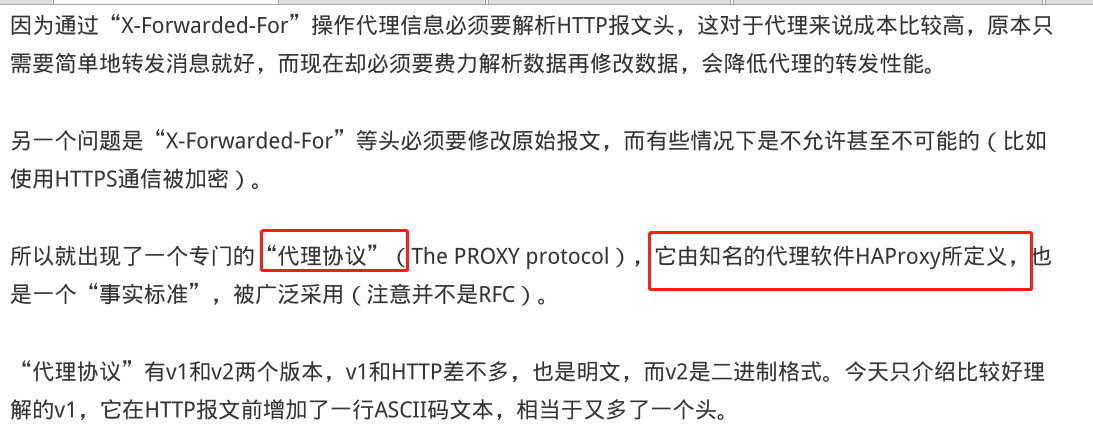 因为通过“X-Forwarded-For”操作代理信息必须要解析HTTP报文头，这对于代理来说成本比较高，原本只
需要简单地转发消息就好，而现在却必须要费力解析数据再修改数据，会降低代理的转发性能。
另一个问题是“X-Forwarded-For”等头必须要修改原始报文，而有些情况下是不允许甚至不可能的（比如
使用HTTPS通信被加密）。
所以就出现了一个专门的“代理协议”（The PROXY protocol），它由知名的代理软件HAProxy所定义，也
是一个“事实标准”，被广泛采用（注意并不是RFC）。
“代理协议”有v1和v2两个版本，v1和HTTP差不多，也是明文，而v2是二进制格式。今天只介绍比较好理
解的v1，它在HTTP报文前增加了一行ASCII码文本，相当于又多了一个头。